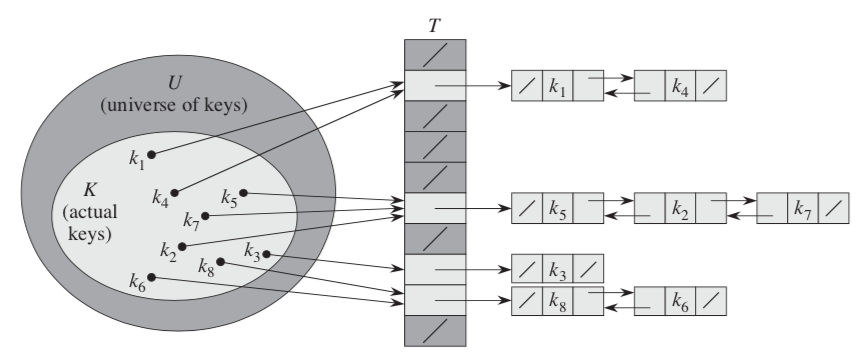 T
U
(universe of keys)
k₁ k₄
k₁
K
(actual
keys)
k₄ k₅
k₇
k₅ k₂ k₇
k₂
k₈ k₃
k₆
k₃
k₈ k₆